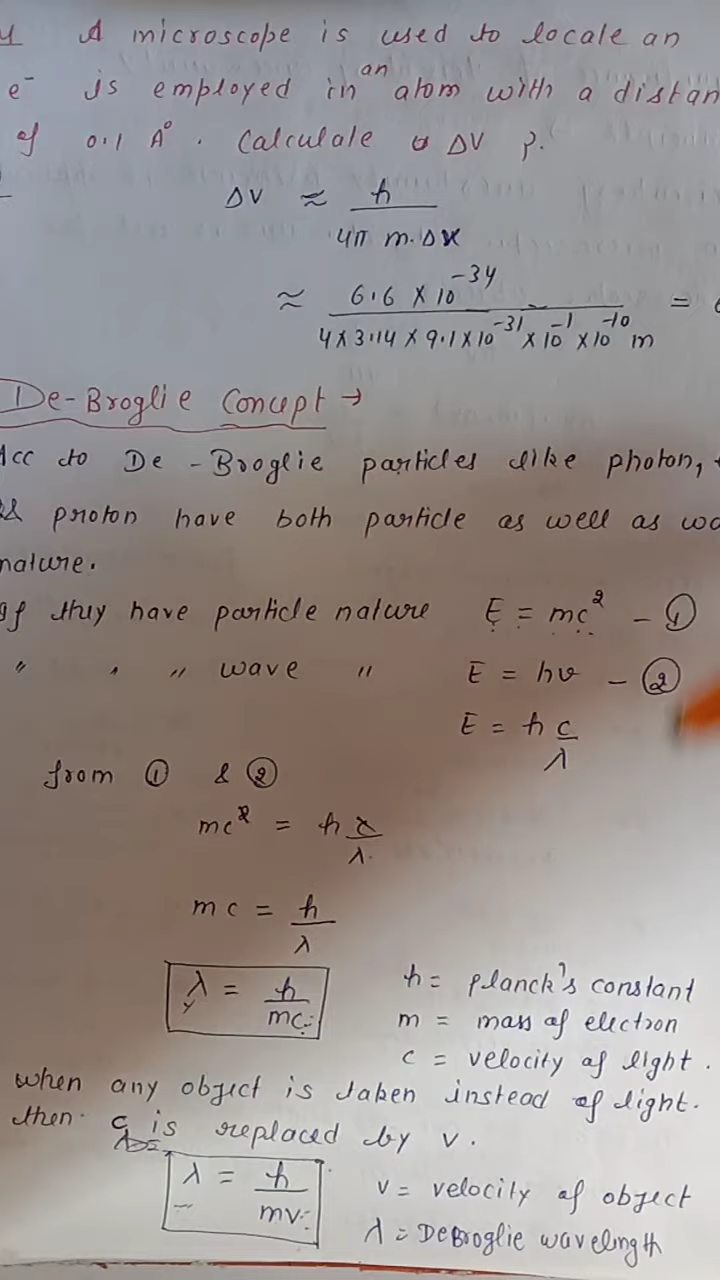 A microscope is used to locale an
e⁻ is employed in an atom with a distan
of 0.1 A°. Calculate ΔV ?.
ΔV ≈ ħ / 4π m.Δx
≈ 6.6 × 10⁻³⁴ / 4×3.14×9.1×10⁻³¹×10⁻¹×10⁻¹⁰ m =
De-Broglie Concept →
Acc to De-Broglie particles like photon,
proton have both particle as well as wa
nature.
If they have particle nature E = mc² - ①
" " " wave " E = hν - ②
E = ħ c/λ
from ① & ②
mc² = ħ c/λ
mc = ħ/λ
λ = ħ/mc
ħ = planck's constant
m = mass of electron
c = velocity of light.
when any object is taken instead of light.
then c is replaced by v.
λ = ħ/mv
v = velocity of object
λ = DeBroglie wavelength